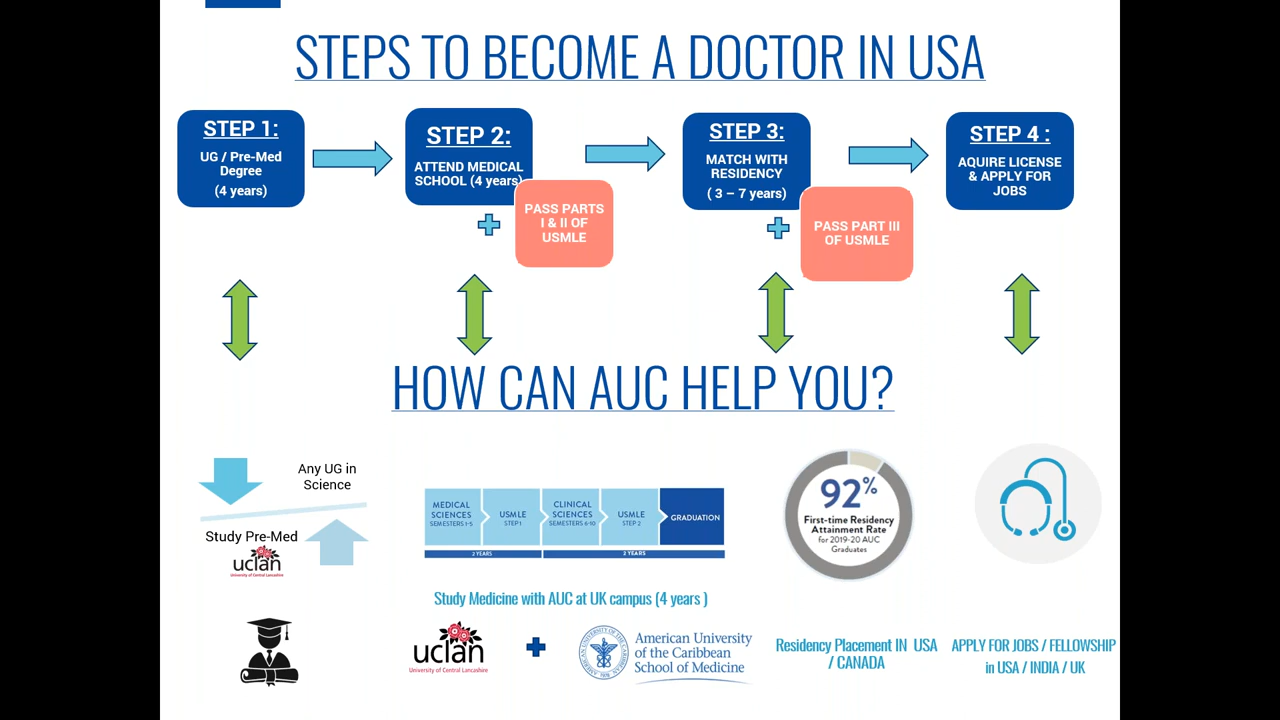 STEPS TO BECOME A DOCTOR IN USA
STEP 1:
UG / Pre-Med
Degree
(4 years)
STEP 2:
ATTEND MEDICAL
SCHOOL (4 years)
PASS PARTS
I & II OF
USMLE
STEP 3:
MATCH WITH
RESIDENCY
( 3 – 7 years)
PASS PART III
OF USMLE
STEP 4 :
AQUIRE LICENSE
& APPLY FOR
JOBS
HOW CAN AUC HELP YOU?
Any UG in
Science
Study Pre-Med
uclan
University of Central Lancashire
MEDICAL
SCIENCES
SEMESTERS 1-5
USMLE
STEP 1
CLINICAL
SCIENCES
SEMESTERS 6-10
USMLE
STEP 2
GRADUATION
2 YEARS
2 YEARS
Study Medicine with AUC at UK campus (4 years )
uclan
University of Central Lancashire
American University
of the Caribbean
School of Medicine
92%
First-time Residency
Attainment Rate
for 2019-20 AUC
Graduates
Residency Placement IN USA
/ CANADA
APPLY FOR JOBS / FELLOWSHIP
in USA / INDIA / UK